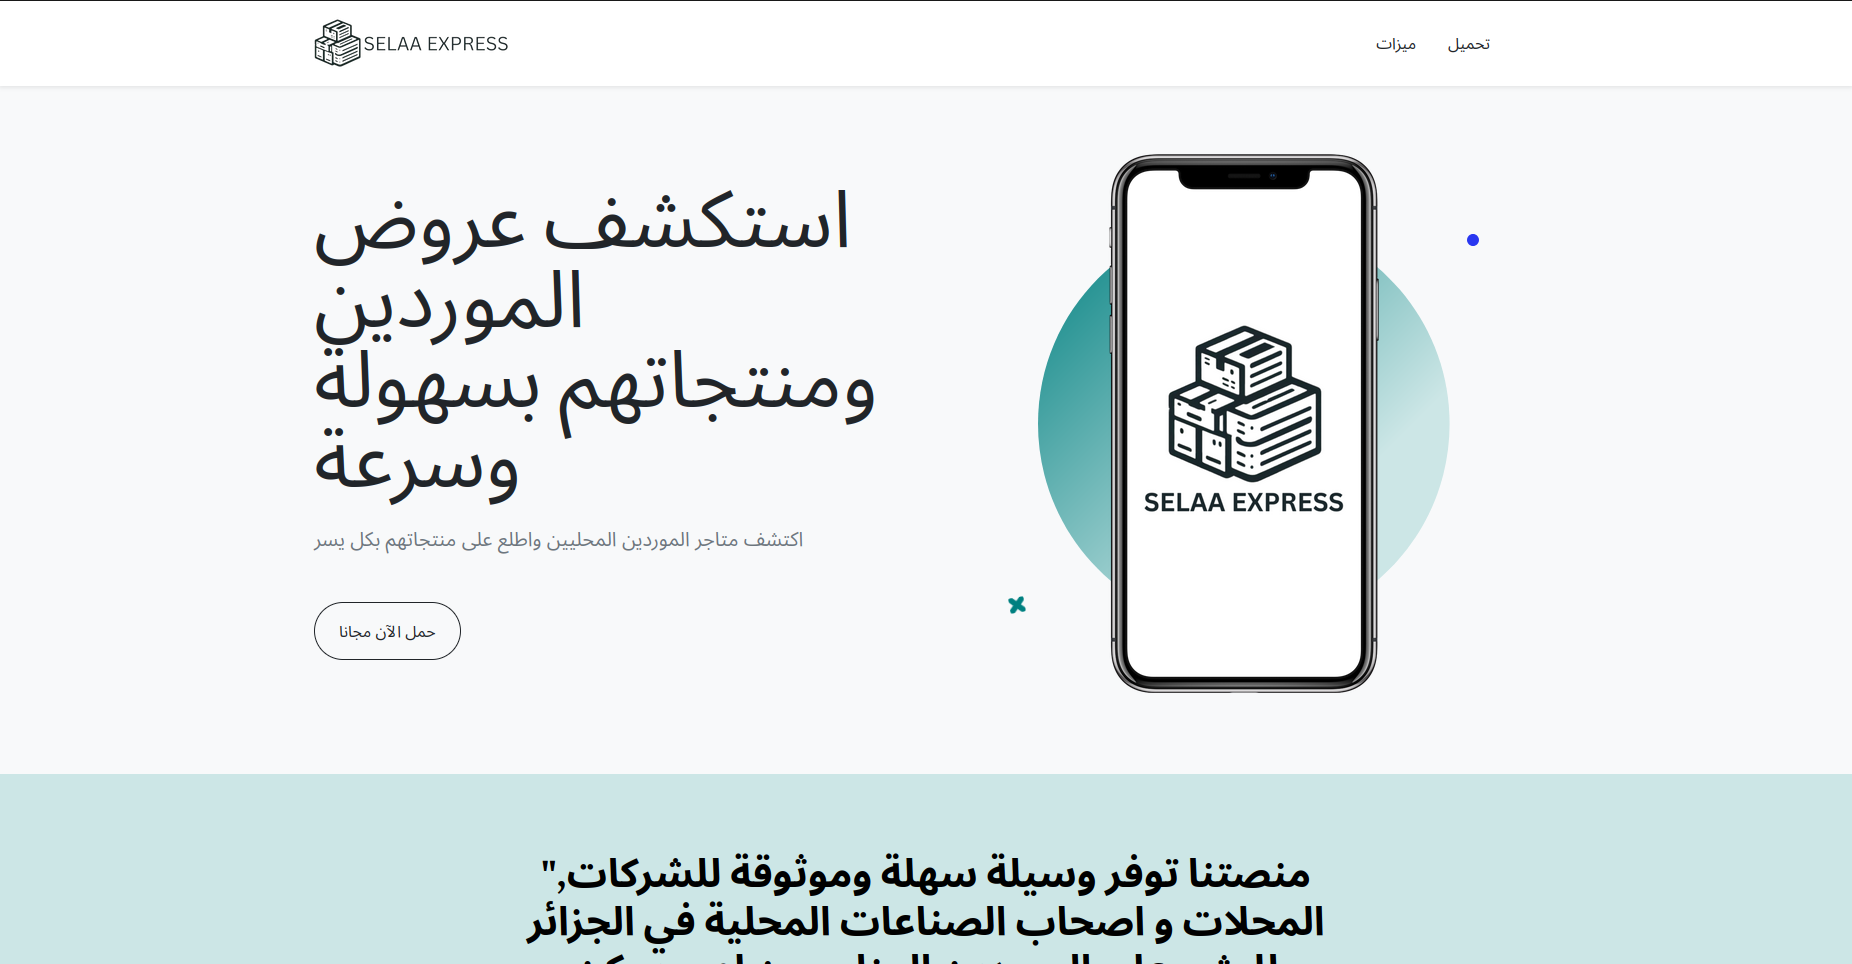 SELAA EXPRESS
تحميل
ميزات
استكشف عروض
الموردين
ومنتجاتهم بسهولة
وسرعة
اكتشف متاجر الموردين المحليين واطلع على منتجاتهم بكل يسر
حمل الآن مجانا
SELAA EXPRESS
منصتنا توفر وسيلة سهلة وموثوقة للشركات,"
المحلات و اصحاب الصناعات المحلية في الجزائر